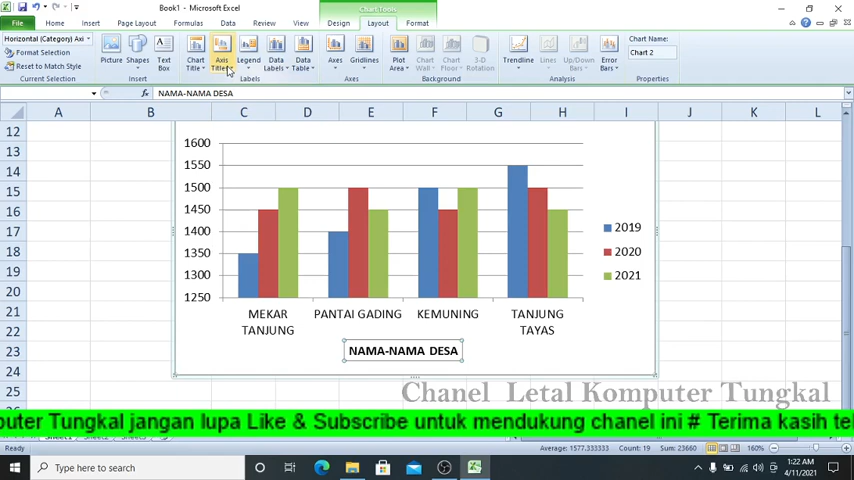 Book1 - Microsoft Excel
Chart Tools
File
Home
Insert
Page Layout
Formulas
Data
Review
View
Design
Layout
Format
Horizontal (Category) Axi
Format Selection
Reset to Match Style
Current Selection
Picture
Shapes
Text Box
Insert
Chart Title
Axis Titles
Legend
Data Labels
Data Table
Labels
Axes
Gridlines
Axes
Plot Area
Chart Wall
Chart Floor
3-D Rotation
Background
Trendline
Lines
Up/Down Bars
Error Bars
Analysis
Chart Name:
Chart 2
Properties
fx NAMA-NAMA DESA
A B C D E F G H I J K L
12
13
14
15
16
17
18
19
20
21
22
23
24
25
1600
1550
1500
1450
1400
1350
1300
1250
MEKAR TANJUNG
PANTAI GADING
KEMUNING
TANJUNG TAYAS
NAMA-NAMA DESA
2019
2020
2021
Chanel Letal Komputer Tungkal
puter Tungkal jangan lupa Like & Subscribe untuk mendukung chanel ini # Terima kasih tel
Ready
Average: 1577.333333
Count: 19
Sum: 23660
160%
Type here to search
1:22 AM
4/11/2021